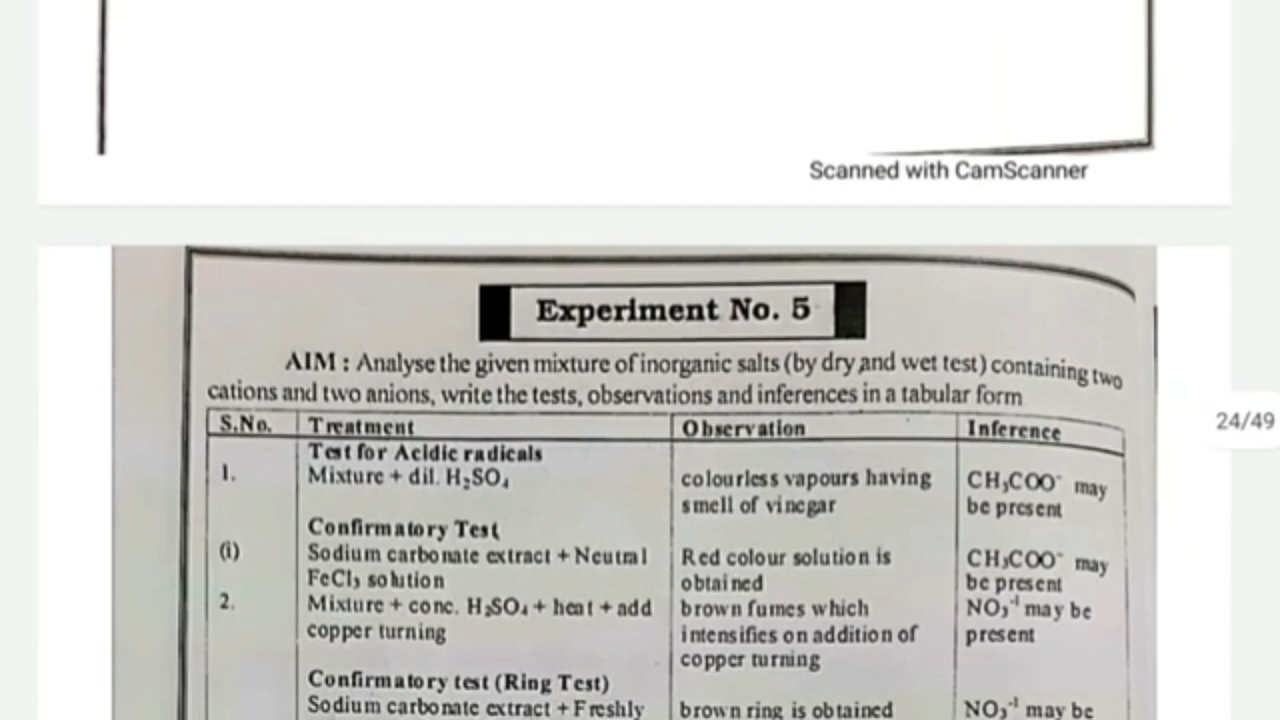 Scanned with CamScanner
Experiment No. 5
24/49
AIM : Analyse the given mixture of inorganic salts (by dry and wet test) containing two
cations and two anions, write the tests, observations and inferences in a tabular form
S.No. Treatment Observation Inference
Test for Acidic radicals
1. Mixture + dil. H₂SO₄ colourless vapours having CH₃COO⁻ may
smell of vinegar be present
Confirmatory Test
(i) Sodium carbonate extract + Neutral Red colour solution is CH₃COO⁻ may
FeCl₃ solution obtained be present
2. Mixture + conc. H₂SO₄ + heat + add brown fumes which NO₃⁻¹ may be
copper turning intensifies on addition of present
copper turning
Confirmatory test (Ring Test)
Sodium carbonate extract + Freshly brown ring is obtained NO₃⁻¹ may be